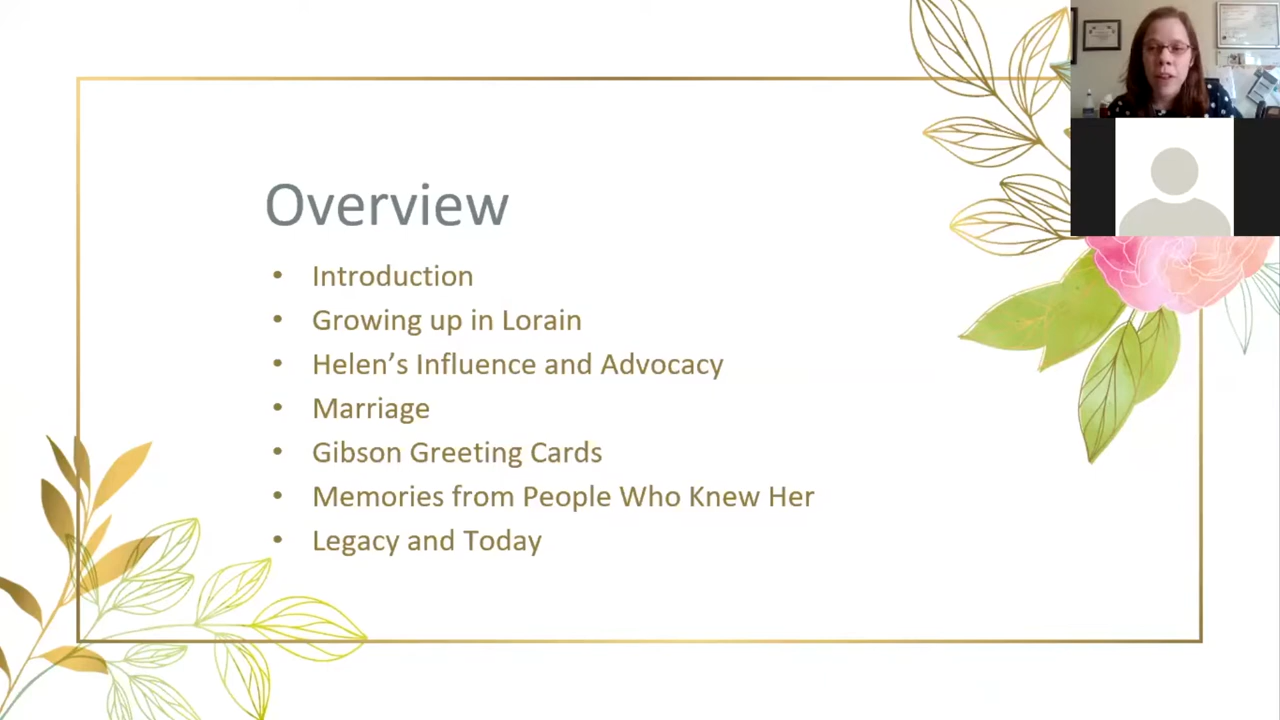 Overview
• Introduction
• Growing up in Lorain
• Helen’s Influence and Advocacy
• Marriage
• Gibson Greeting Cards
• Memories from People Who Knew Her
• Legacy and Today